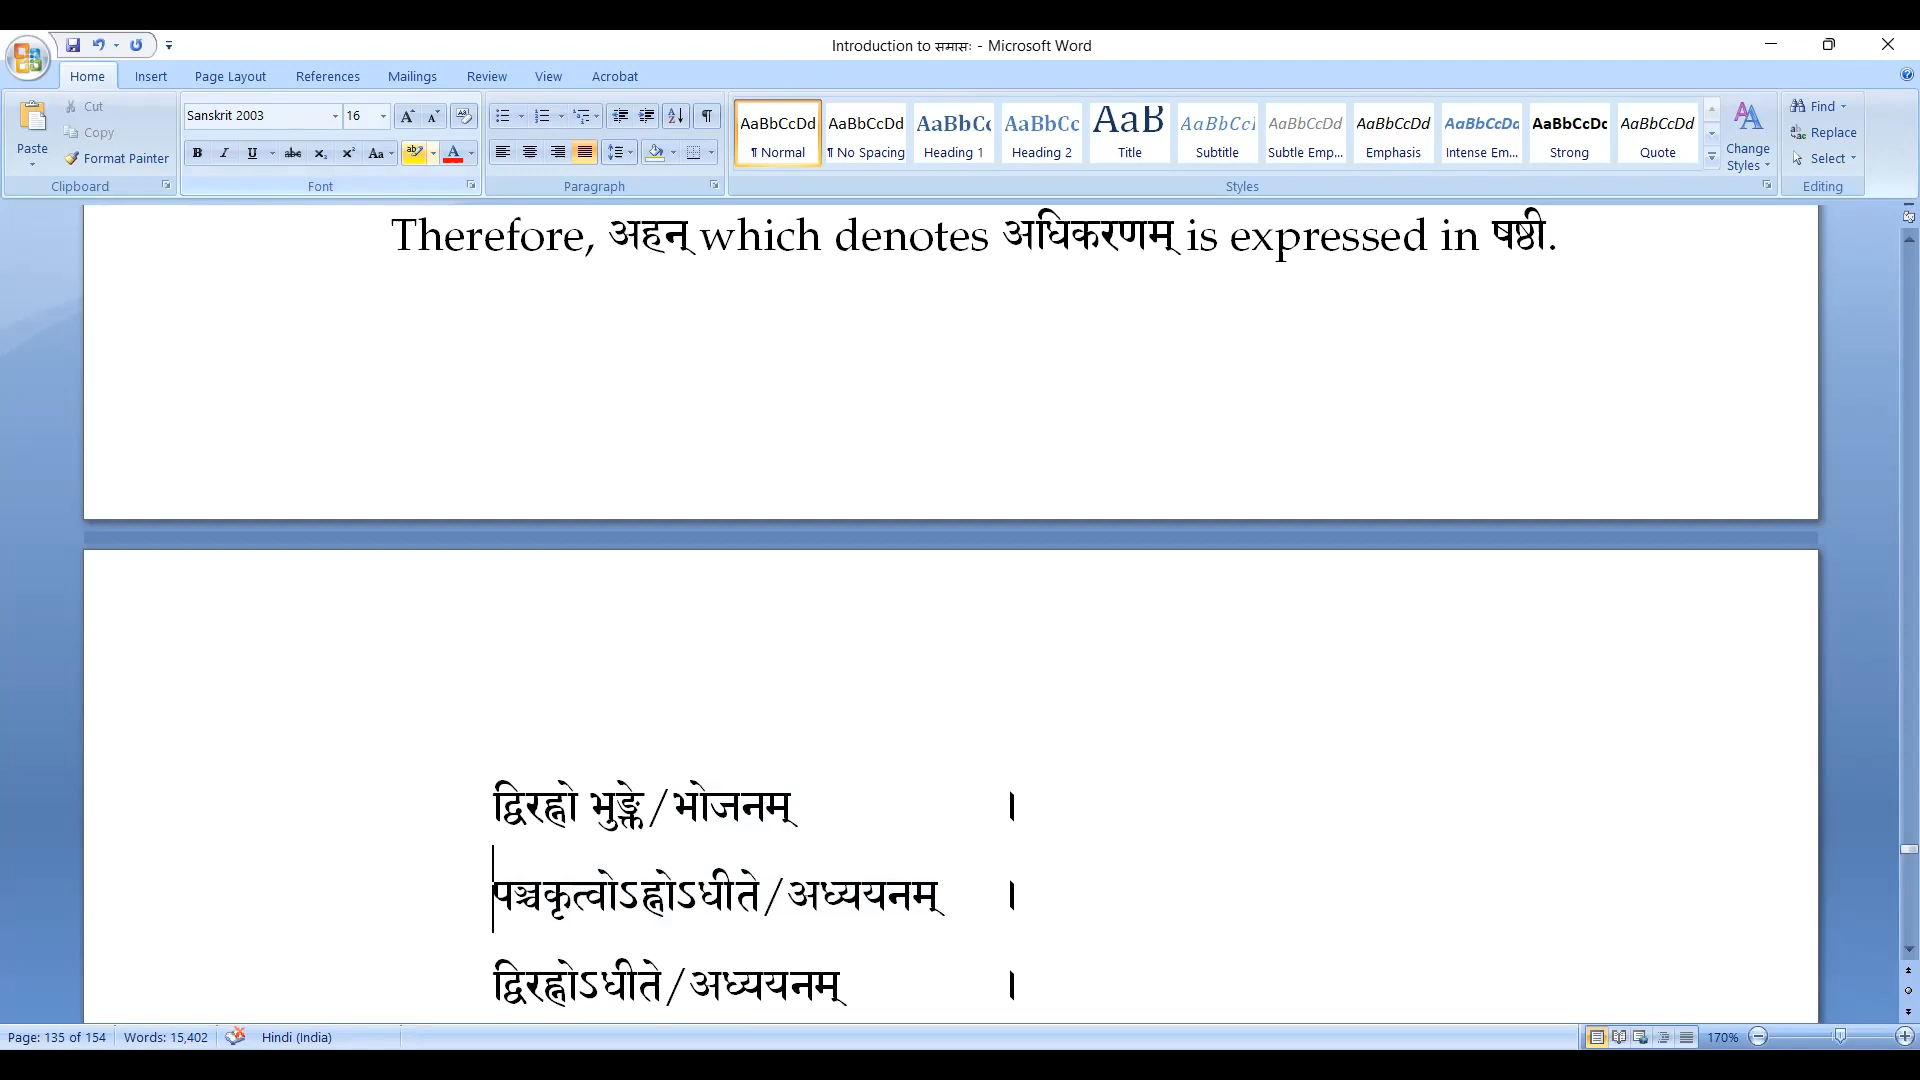 Introduction to समासः - Microsoft Word
Home Insert Page Layout References Mailings Review View Acrobat
Paste
Cut
Copy
Format Painter
Clipboard
Sanskrit 2003 16
Font
Paragraph
AaBbCcDd AaBbCcDd AaBbCc AaBbCc AaB AaBbCcl AaBbCcDd AaBbCcDd AaBbCcDd AaBbCcDc AaBbCcDd
¶ Normal ¶ No Spacing Heading 1 Heading 2 Title Subtitle Subtle Emp... Emphasis Intense Em... Strong Quote
Change Styles
Styles
Find
Replace
Select
Editing
Therefore, अहन् which denotes अधिकरणम् is expressed in षष्ठी.
द्विरह्नो भुङ्क्ते/भोजनम् ।
पञ्चकृत्वोऽह्नोऽधीते/अध्ययनम् ।
द्विरह्नोऽधीते/अध्ययनम् ।
Page: 135 of 154 Words: 15,402 Hindi (India) 170%